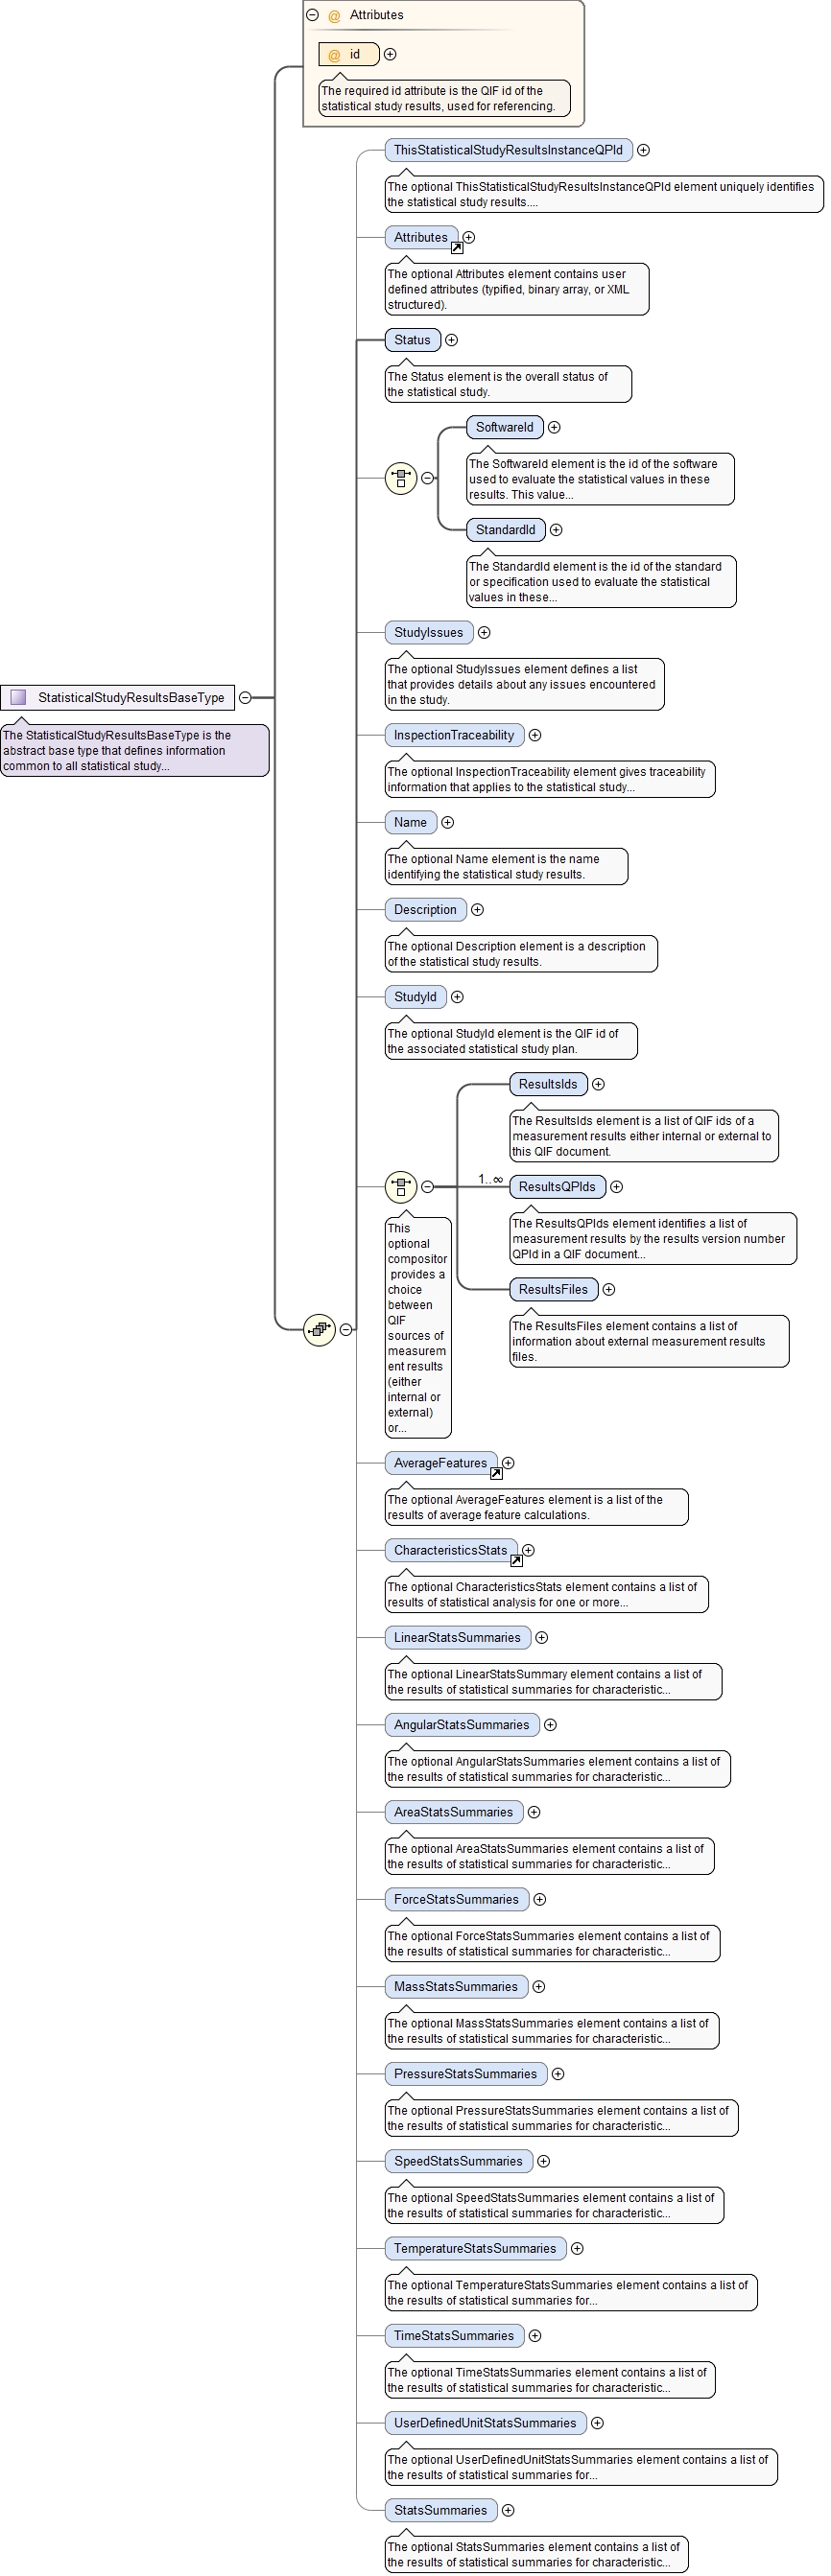 @ Attributes
@ id
The required id attribute is the QIF id of the
statistical study results, used for referencing.
ThisStatisticalStudyResultsInstanceQPId
The optional ThisStatisticalStudyResultsInstanceQPId element uniquely identifies
the statistical study results....
Attributes
The optional Attributes element contains user
defined attributes (typified, binary array, or XML
structured).
Status
The Status element is the overall status of
the statistical study.
SoftwareId
The SoftwareId element is the id of the software
used to evaluate the statistical values in these
results. This value...
StandardId
The StandardId element is the id of the standard
or specification used to evaluate the statistical
values in these...
StudyIssues
The optional StudyIssues element defines a list
that provides details about any issues encountered
in the study.
StatisticalStudyResultsBaseType
The StatisticalStudyResultsBaseType is the
abstract base type that defines information
common to all statistical study...
InspectionTraceability
The optional InspectionTraceability element gives traceability
information that applies to the statistical study...
Name
The optional Name element is the name
identifying the statistical study results.
Description
The optional Description element is a description
of the statistical study results.
StudyId
The optional StudyId element is the QIF id of
the associated statistical study plan.
ResultsIds
The ResultsIds element is a list of QIF ids of a
measurement results either internal or external to
this QIF document.
1..∞
ResultsQPIds
The ResultsQPIds element identifies a list of
measurement results by the results version number
QPId in a QIF document...
ResultsFiles
The ResultsFiles element contains a list of
information about external measurement results
files.
This
optional
compositor
provides a
choice
between
QIF
sources of
measurem
ent results
(either
internal or
external)
or...
AverageFeatures
The optional AverageFeatures element is a list of the
results of average feature calculations.
CharacteristicsStats
The optional CharacteristicsStats element contains a list of
results of statistical analysis for one or more...
LinearStatsSummaries
The optional LinearStatsSummary element contains a list of
the results of statistical summaries for characteristic...
AngularStatsSummaries
The optional AngularStatsSummaries element contains a list of
the results of statistical summaries for characteristic...
AreaStatsSummaries
The optional AreaStatsSummaries element contains a list of
the results of statistical summaries for characteristic...
ForceStatsSummaries
The optional ForceStatsSummaries element contains a list of
the results of statistical summaries for characteristic...
MassStatsSummaries
The optional MassStatsSummaries element contains a list of
the results of statistical summaries for characteristic...
PressureStatsSummaries
The optional PressureStatsSummaries element contains a list of
the results of statistical summaries for characteristic...
SpeedStatsSummaries
The optional SpeedStatsSummaries element contains a list of
the results of statistical summaries for characteristic...
TemperatureStatsSummaries
The optional TemperatureStatsSummaries element contains a list of
the results of statistical summaries for...
TimeStatsSummaries
The optional TimeStatsSummaries element contains a list of
the results of statistical summaries for characteristic...
UserDefinedUnitStatsSummaries
The optional UserDefinedUnitStatsSummaries element contains a list of
the results of statistical summaries for...
StatsSummaries
The optional StatsSummaries element contains a list of
the results of statistical summaries for characteristic...